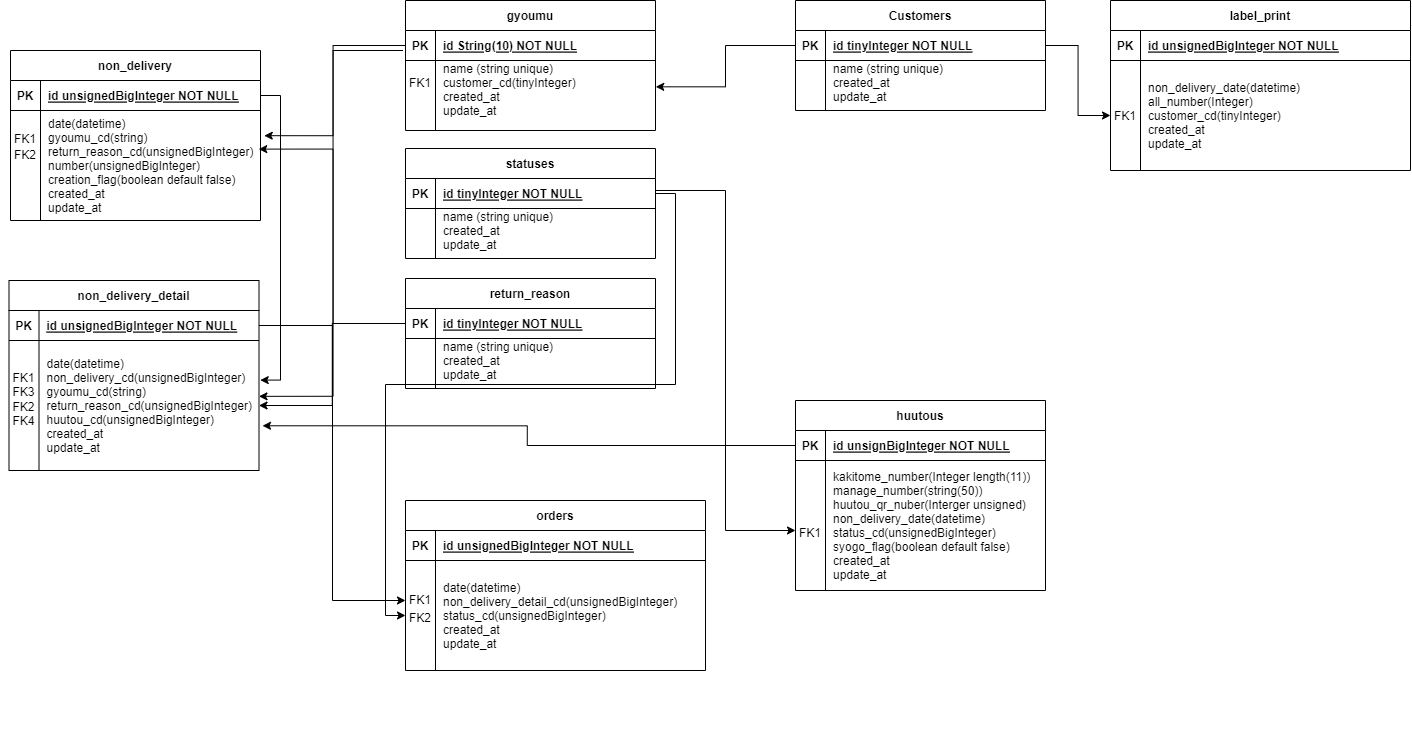 gyoumu
PK
id String(10) NOT NULL
FK1
name (string unique)
customer_cd(tinyInteger)
created_at
update_at
Customers
PK
id tinyInteger NOT NULL
name (string unique)
created_at
update_at
label_print
PK
id unsignedBigInteger NOT NULL
FK1
non_delivery_date(datetime)
all_number(Integer)
customer_cd(tinyInteger)
created_at
update_at
non_delivery
PK
id unsignedBigInteger NOT NULL
FK1
FK2
date(datetime)
gyoumu_cd(string)
return_reason_cd(unsignedBigInteger)
number(unsignedBigInteger)
creation_flag(boolean default false)
created_at
update_at
statuses
PK
id tinyInteger NOT NULL
name (string unique)
created_at
update_at
non_delivery_detail
PK
id unsignedBigInteger NOT NULL
FK1
FK3
FK2
FK4
date(datetime)
non_delivery_cd(unsignedBigInteger)
gyoumu_cd(string)
return_reason_cd(unsignedBigInteger)
huutou_cd(unsignedBigInteger)
created_at
update_at
return_reason
PK
id tinyInteger NOT NULL
name (string unique)
created_at
update_at
huutous
PK
id unsignBigInteger NOT NULL
FK1
kakitome_number(Integer length(11))
manage_number(string(50))
huutou_qr_nuber(Interger unsigned)
non_delivery_date(datetime)
status_cd(unsignedBigInteger)
syogo_flag(boolean default false)
created_at
update_at
orders
PK
id unsignedBigInteger NOT NULL
FK1
FK2
date(datetime)
non_delivery_detail_cd(unsignedBigInteger)
status_cd(unsignedBigInteger)
created_at
update_at